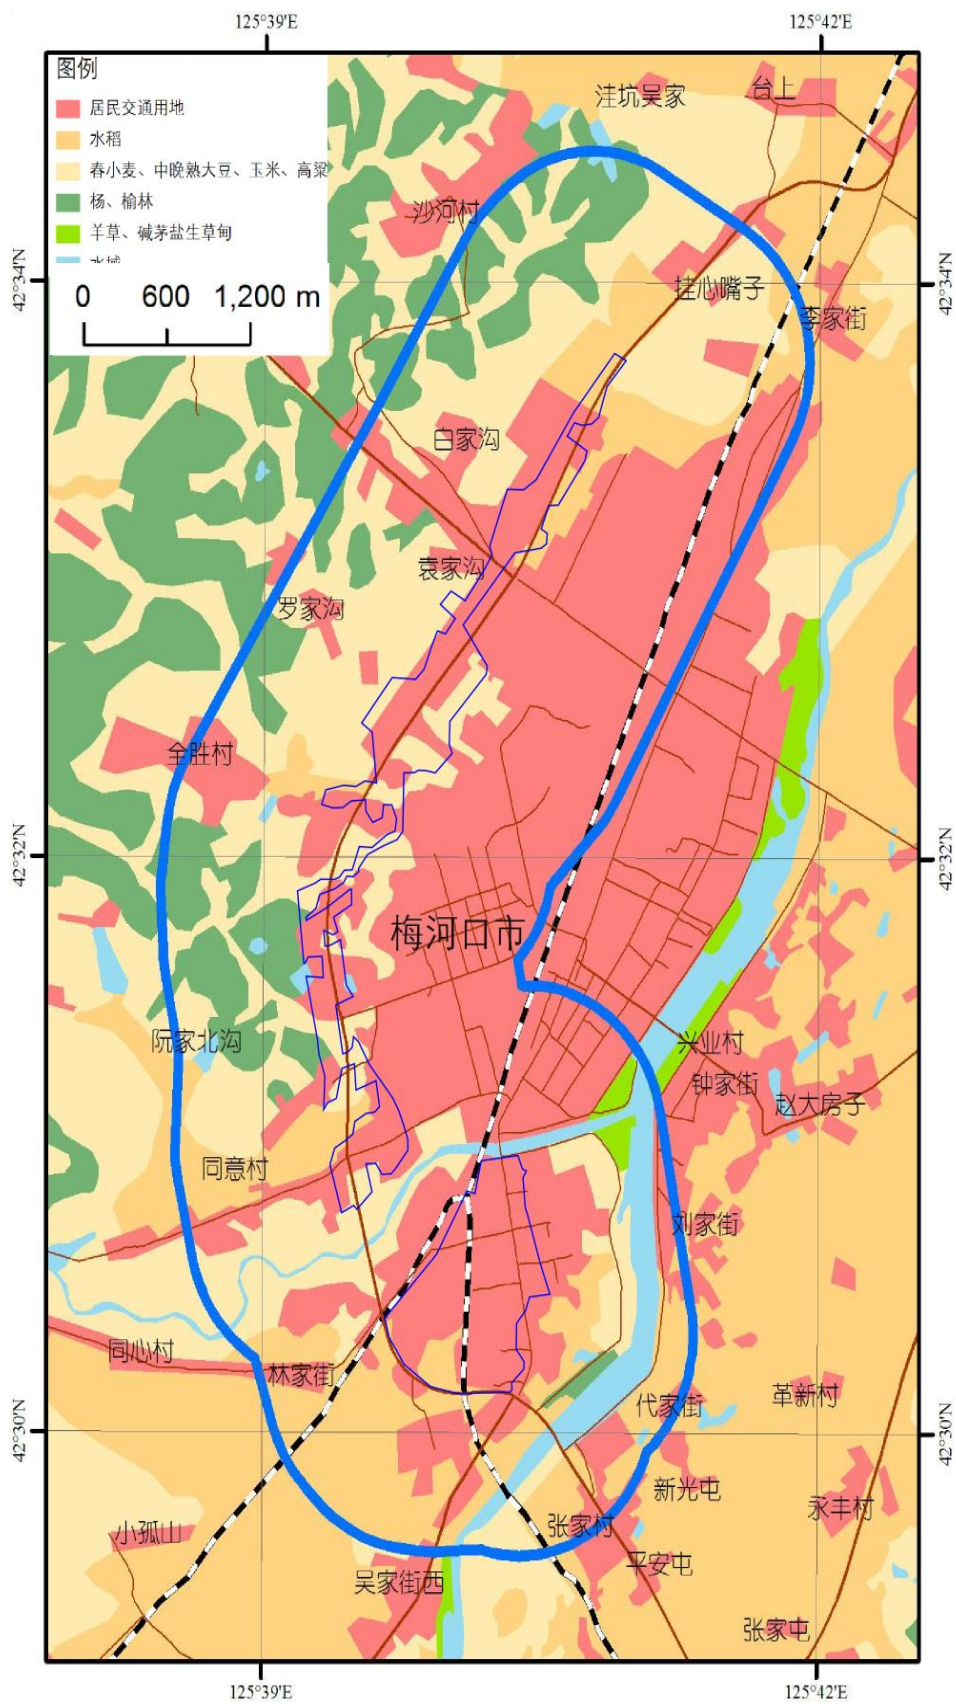 125°39'E
125°42'E
图例
居民交通用地
水稻
春小麦、中晚熟大豆、玉米、高粱
杨、榆林
羊草、碱茅盐生草甸
水域
0 600 1,200 m
洼坑吴家
台上
沙河村
42°34'N
42°34'N
挂心嘴子
李家街
白家沟
袁家沟
罗家沟
全胜村
42°32'N
42°32'N
梅河口市
阮家北沟
兴业村
钟家街
赵大房子
同意村
刘家街
同心村
林家街
革新村
代家街
42°30'N
42°30'N
新光屯
永丰村
小孤山
张家村
平安屯
吴家街西
张家屯
125°39'E
125°42'E